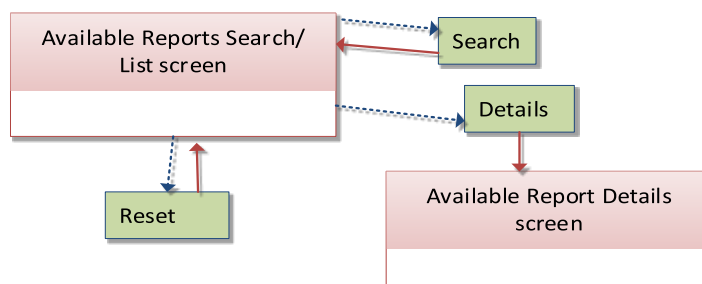 Available Reports Search/
List screen
Search
Details
Reset
Available Report Details
screen